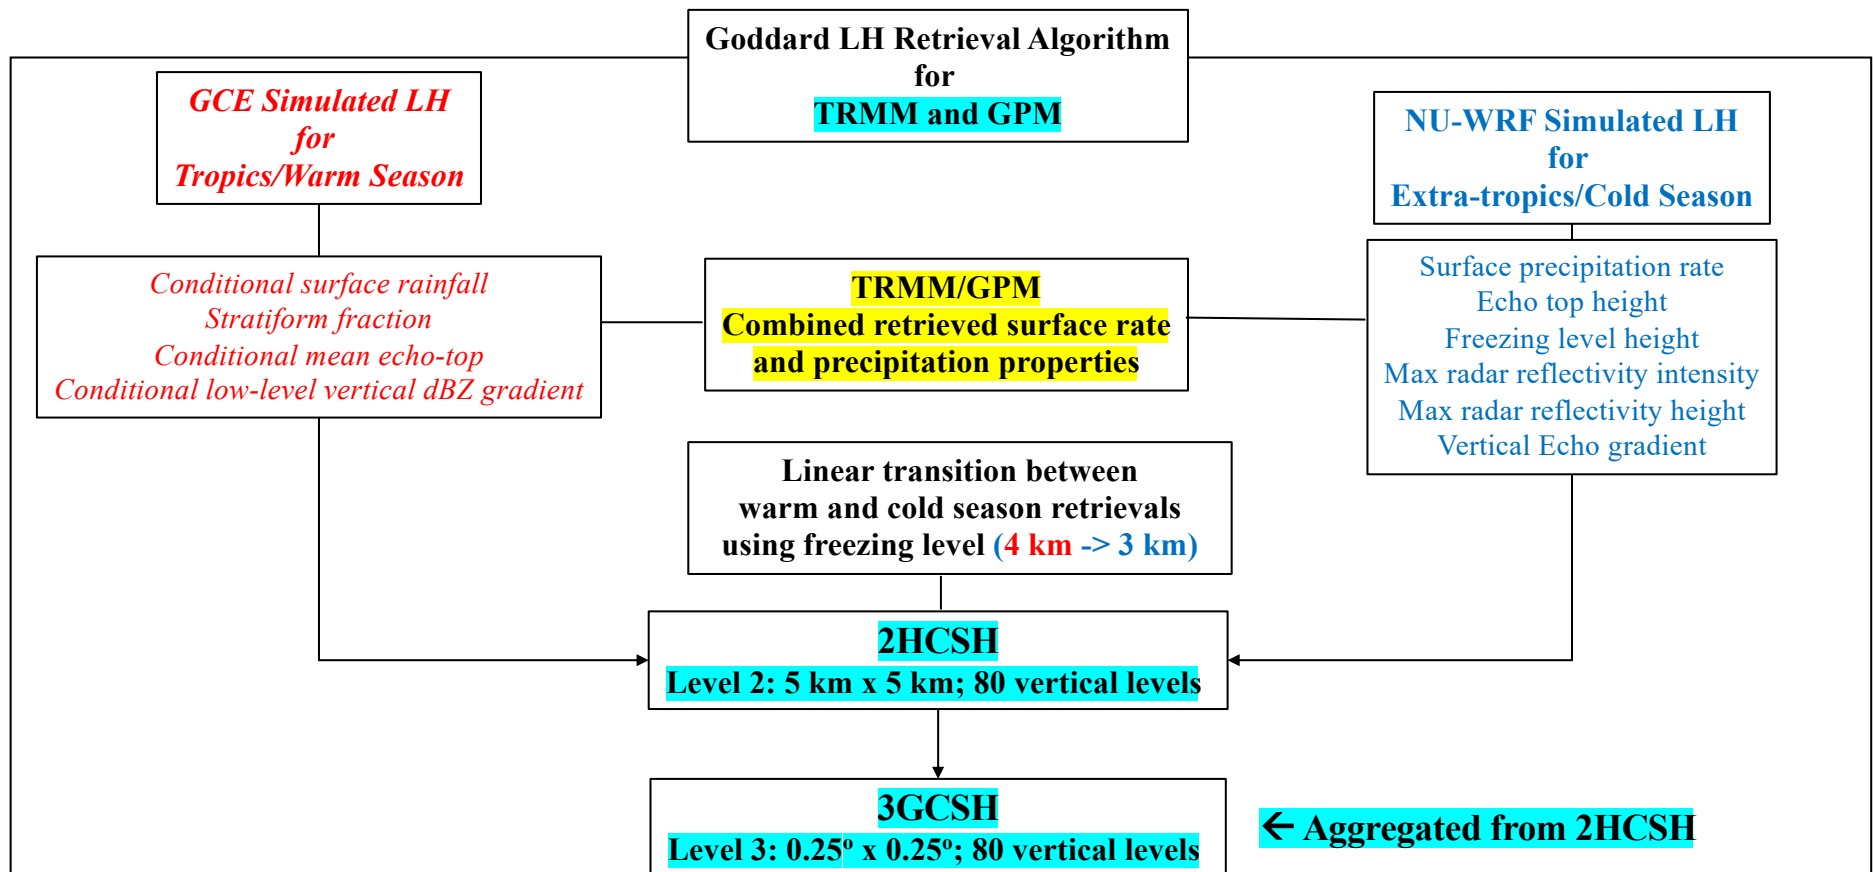 Goddard LH Retrieval Algorithm
for
TRMM and GPM
GCE Simulated LH
for
Tropics/Warm Season
NU-WRF Simulated LH
for
Extra-tropics/Cold Season
Conditional surface rainfall
Stratiform fraction
Conditional mean echo-top
Conditional low-level vertical dBZ gradient
TRMM/GPM
Combined retrieved surface rate
and precipitation properties
Surface precipitation rate
Echo top height
Freezing level height
Max radar reflectivity intensity
Max radar reflectivity height
Vertical Echo gradient
Linear transition between
warm and cold season retrievals
using freezing level (4 km -> 3 km)
2HCSH
Level 2: 5 km x 5 km; 80 vertical levels
3GCSH
Level 3: 0.25° x 0.25°; 80 vertical levels
← Aggregated from 2HCSH